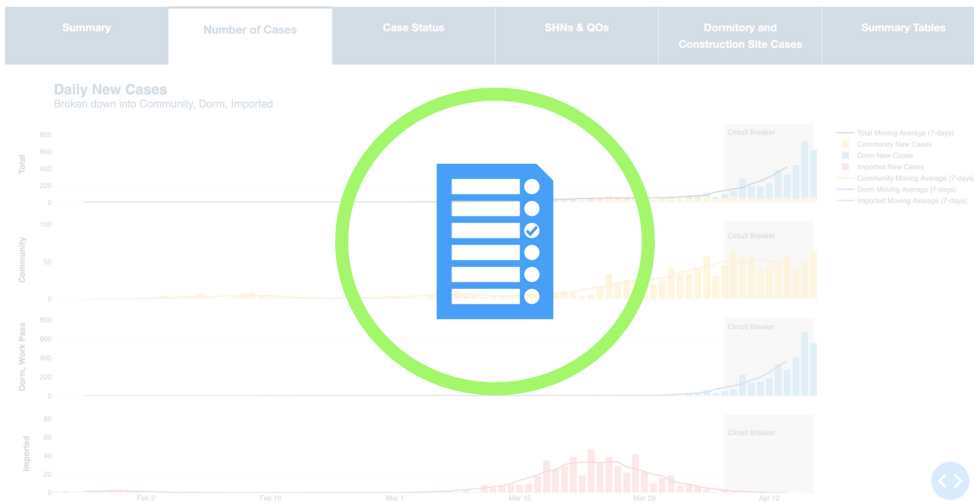 Summary
Number of Cases
Case Status
SHNs & QOs
Dormitory and
Construction Site Cases
Summary Tables
Daily New Cases
Broken down into Community, Dorm, Imported
Total
800
600
400
200
0
Circuit Breaker
Total Moving Average (7-days)
Community New Cases
Dorm New Cases
Imported New Cases
Community Moving Average (7-days)
Dorm Moving Average (7-days)
Imported Moving Average (7-days)
Community
100
50
0
Circuit Breaker
Dorm, Work Pass
800
600
400
200
0
Circuit Breaker
Imported
80
60
40
20
0
Circuit Breaker
Feb 2
Feb 16
Mar 1
Mar 15
Mar 29
Apr 12